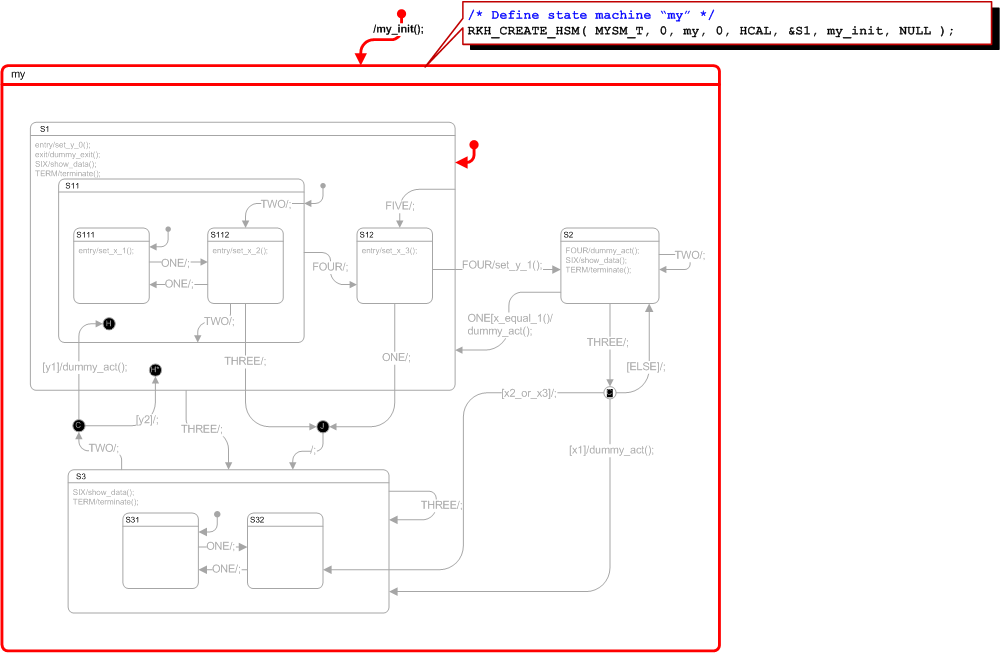 /* Define state machine “my” */
RKH_CREATE_HSM( MYSM_T, 0, my, 0, HCAL, &S1, my_init, NULL );
/my_init();
my
S1
entry/set_y_0();
exit/dummy_exit();
SIX/show_data();
TERM/terminate();
S11
TWO/;
FIVE/;
S111
entry/set_x_1();
S112
entry/set_x_2();
S12
entry/set_x_3();
S2
FOUR/dummy_act();
SIX/show_data();
TERM/terminate();
TWO/;
ONE/;
ONE/;
FOUR/;
FOUR/set_y_1();
TWO/;
ONE[x_equal_1()/
dummy_act();
H
THREE/;
THREE/;
ONE/;
[y1]/dummy_act();
H*
[ELSE]/;
[x2_or_x3]/;
[y2]/;
C
THREE/;
J
TWO/;
/;
[x1]/dummy_act();
S3
SIX/show_data();
TERM/terminate();
THREE/;
S31
S32
ONE/;
ONE/;